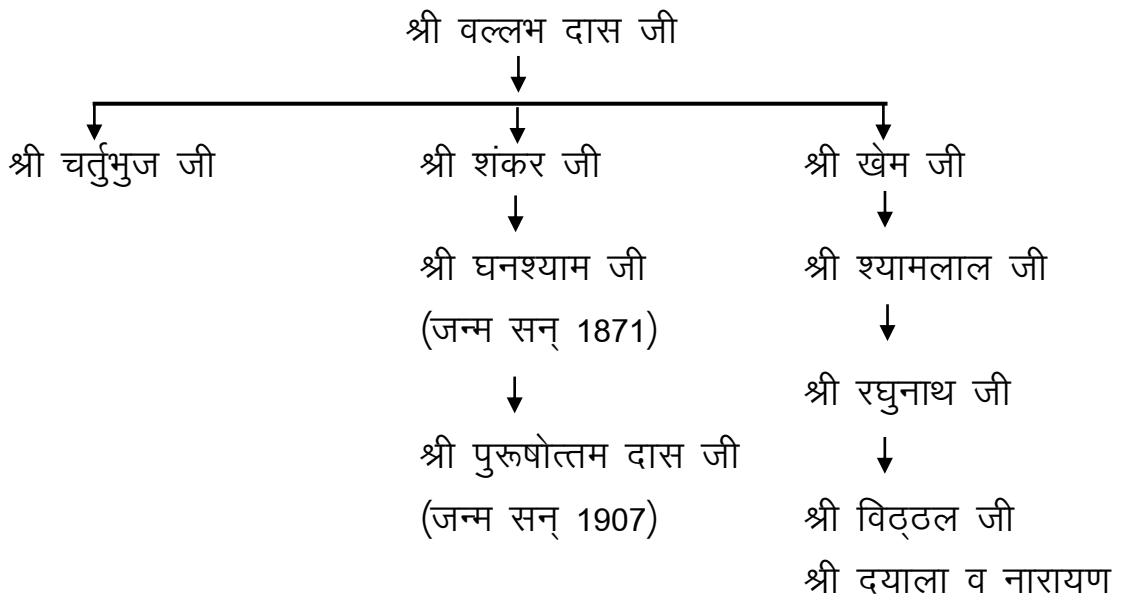 श्री वल्लभ दास जी
श्री चर्तुभुज जी श्री शंकर जी श्री खेम जी
श्री घनश्याम जी श्री श्यामलाल जी
(जन्म सन् 1871)
श्री रघुनाथ जी
श्री पुरूषोत्तम दास जी
(जन्म सन् 1907) श्री विठ्ठल जी
श्री दयाला व नारायण